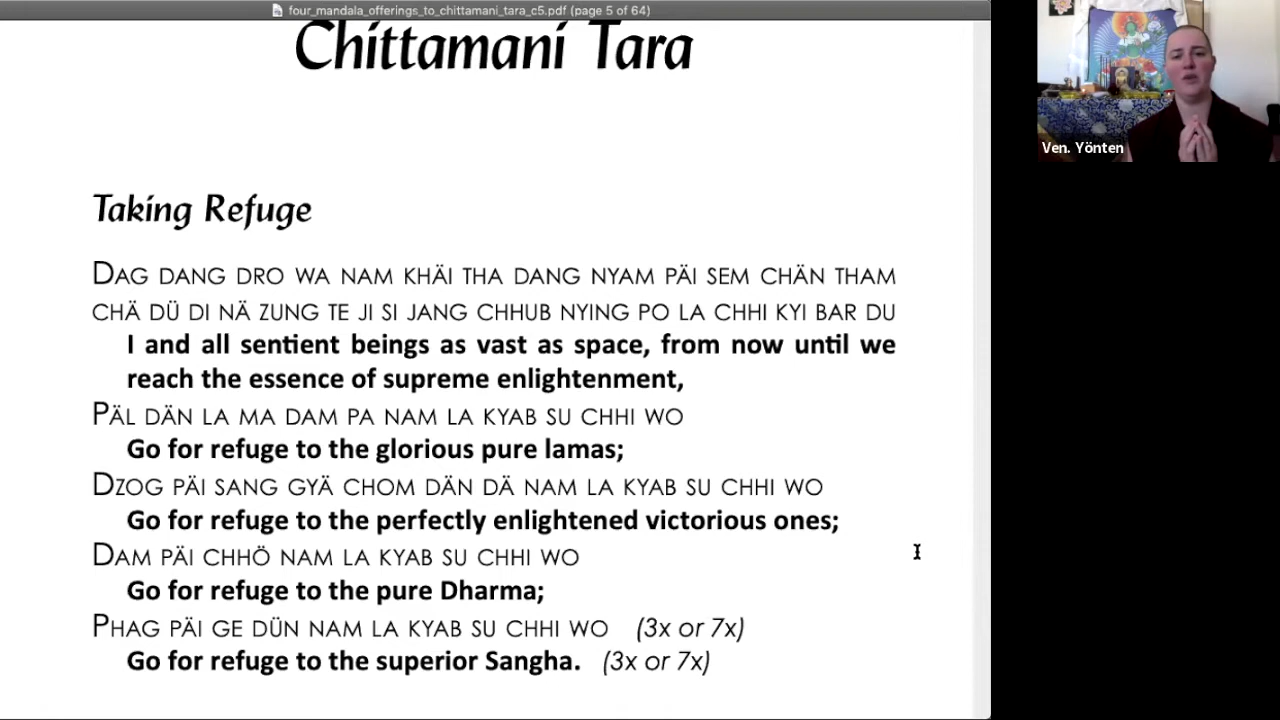 four_mandala_offerings_to_chittamani_tara_c5.pdf (page 5 of 64)
Chittamani Tara
Ven. Yönten
Taking Refuge
DAG DANG DRO WA NAM KHÄI THA DANG NYAM PÄI SEM CHÄN THAM
CHÄ DÜ DI NÄ ZUNG TE JI SI JANG CHHUB NYING PO LA CHHI KYI BAR DU
I and all sentient beings as vast as space, from now until we
reach the essence of supreme enlightenment,
PÄL DÄN LA MA DAM PA NAM LA KYAB SU CHHI WO
Go for refuge to the glorious pure lamas;
DZOG PÄI SANG GYÄ CHOM DÄN DÄ NAM LA KYAB SU CHHI WO
Go for refuge to the perfectly enlightened victorious ones;
DAM PÄI CHHÖ NAM LA KYAB SU CHHI WO
Go for refuge to the pure Dharma;
PHAG PÄI GE DÜN NAM LA KYAB SU CHHI WO (3x or 7x)
Go for refuge to the superior Sangha. (3x or 7x)